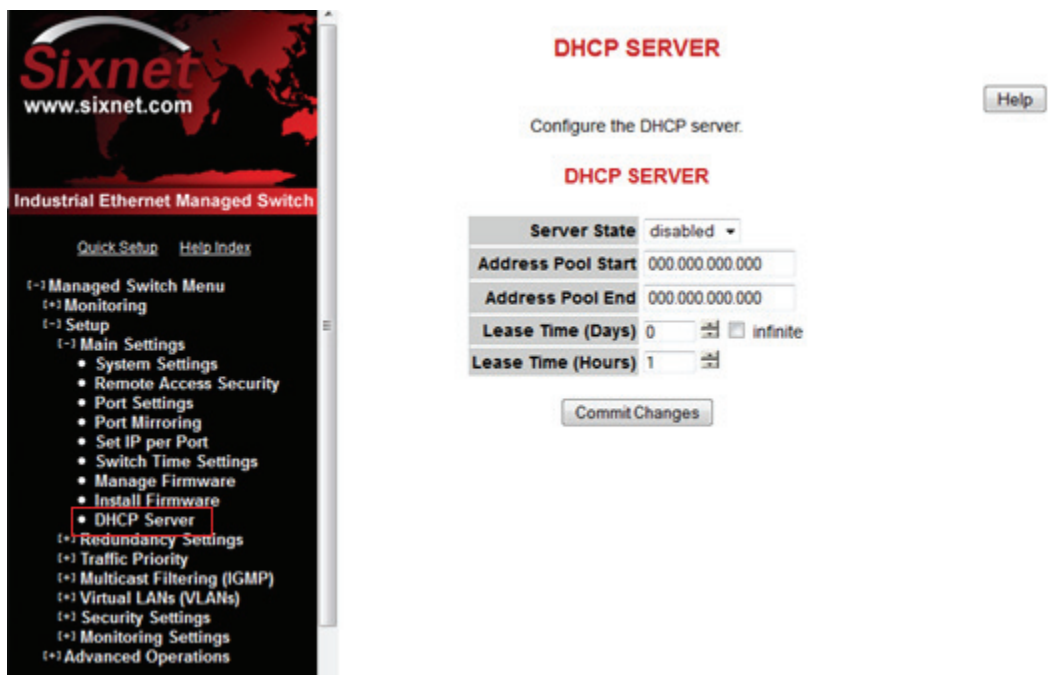 Sixnet
www.sixnet.com
Industrial Ethernet Managed Switch
Quick Setup Help Index
[-] Managed Switch Menu
[+] Monitoring
[-] Setup
[-] Main Settings
• System Settings
• Remote Access Security
• Port Settings
• Port Mirroring
• Set IP per Port
• Switch Time Settings
• Manage Firmware
• Install Firmware
• DHCP Server
[+] Redundancy Settings
[+] Traffic Priority
[+] Multicast Filtering (IGMP)
[+] Virtual LANs (VLANs)
[+] Security Settings
[+] Monitoring Settings
[+] Advanced Operations
DHCP SERVER
Help
Configure the DHCP server.
DHCP SERVER
Server State disabled
Address Pool Start 000.000.000.000
Address Pool End 000.000.000.000
Lease Time (Days) 0 infinite
Lease Time (Hours) 1
Commit Changes